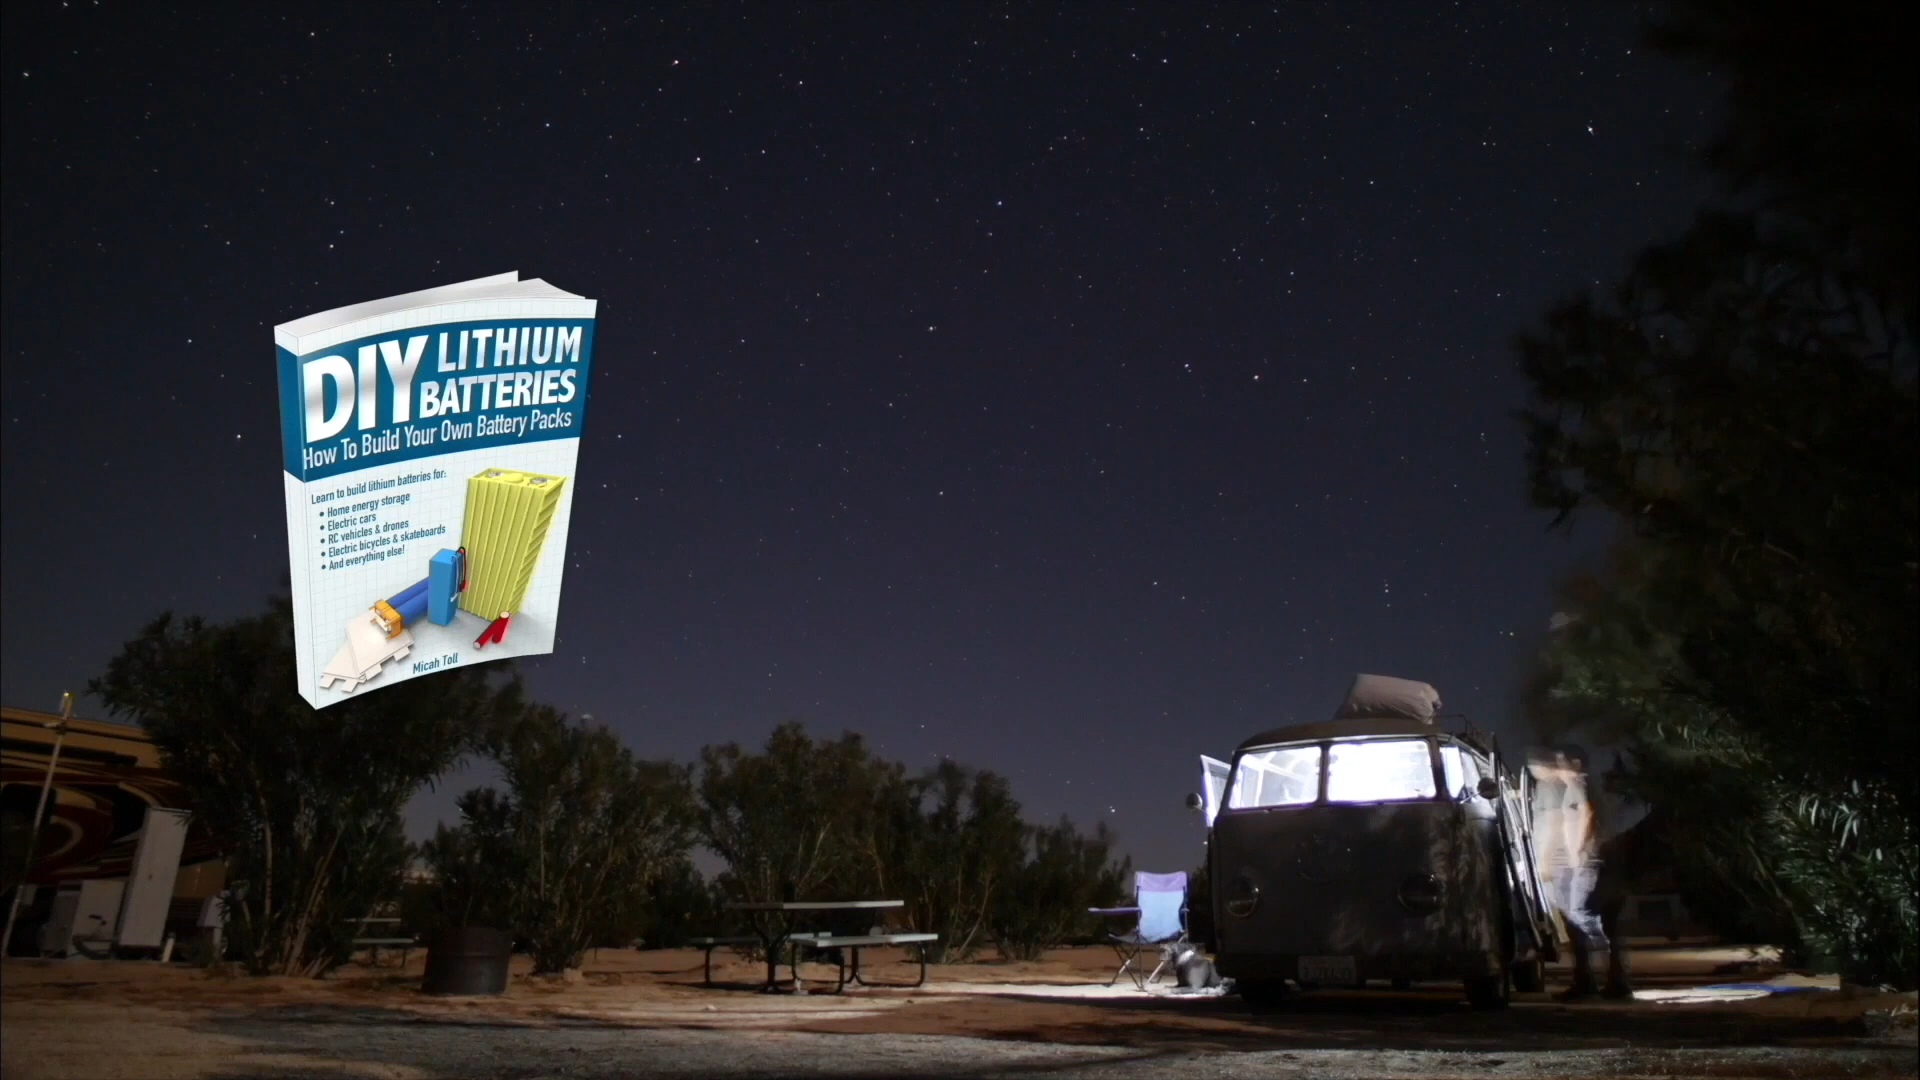 DIY LITHIUM
BATTERIES
How To Build Your Own Battery Packs
Learn to build lithium batteries for:
• Home energy storage
• Electric cars
• RC vehicles & drones
• Electric bicycles & skateboards
• And everything else!
Micah Toll